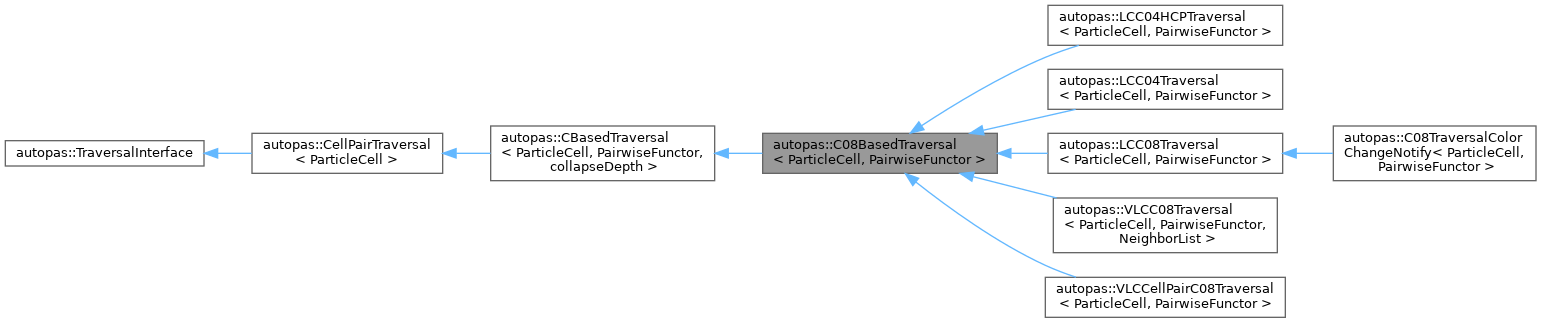 autopas::TraversalInterface
autopas::CellPairTraversal
< ParticleCell >
autopas::CBasedTraversal
< ParticleCell, PairwiseFunctor,
collapseDepth >
autopas::C08BasedTraversal
< ParticleCell, PairwiseFunctor >
autopas::LCC04HCPTraversal
< ParticleCell, PairwiseFunctor >
autopas::LCC04Traversal
< ParticleCell, PairwiseFunctor >
autopas::LCC08Traversal
< ParticleCell, PairwiseFunctor >
autopas::C08TraversalColor
ChangeNotify< ParticleCell,
PairwiseFunctor >
autopas::VLCC08Traversal
< ParticleCell, PairwiseFunctor,
NeighborList >
autopas::VLCCellPairC08Traversal
< ParticleCell, PairwiseFunctor >